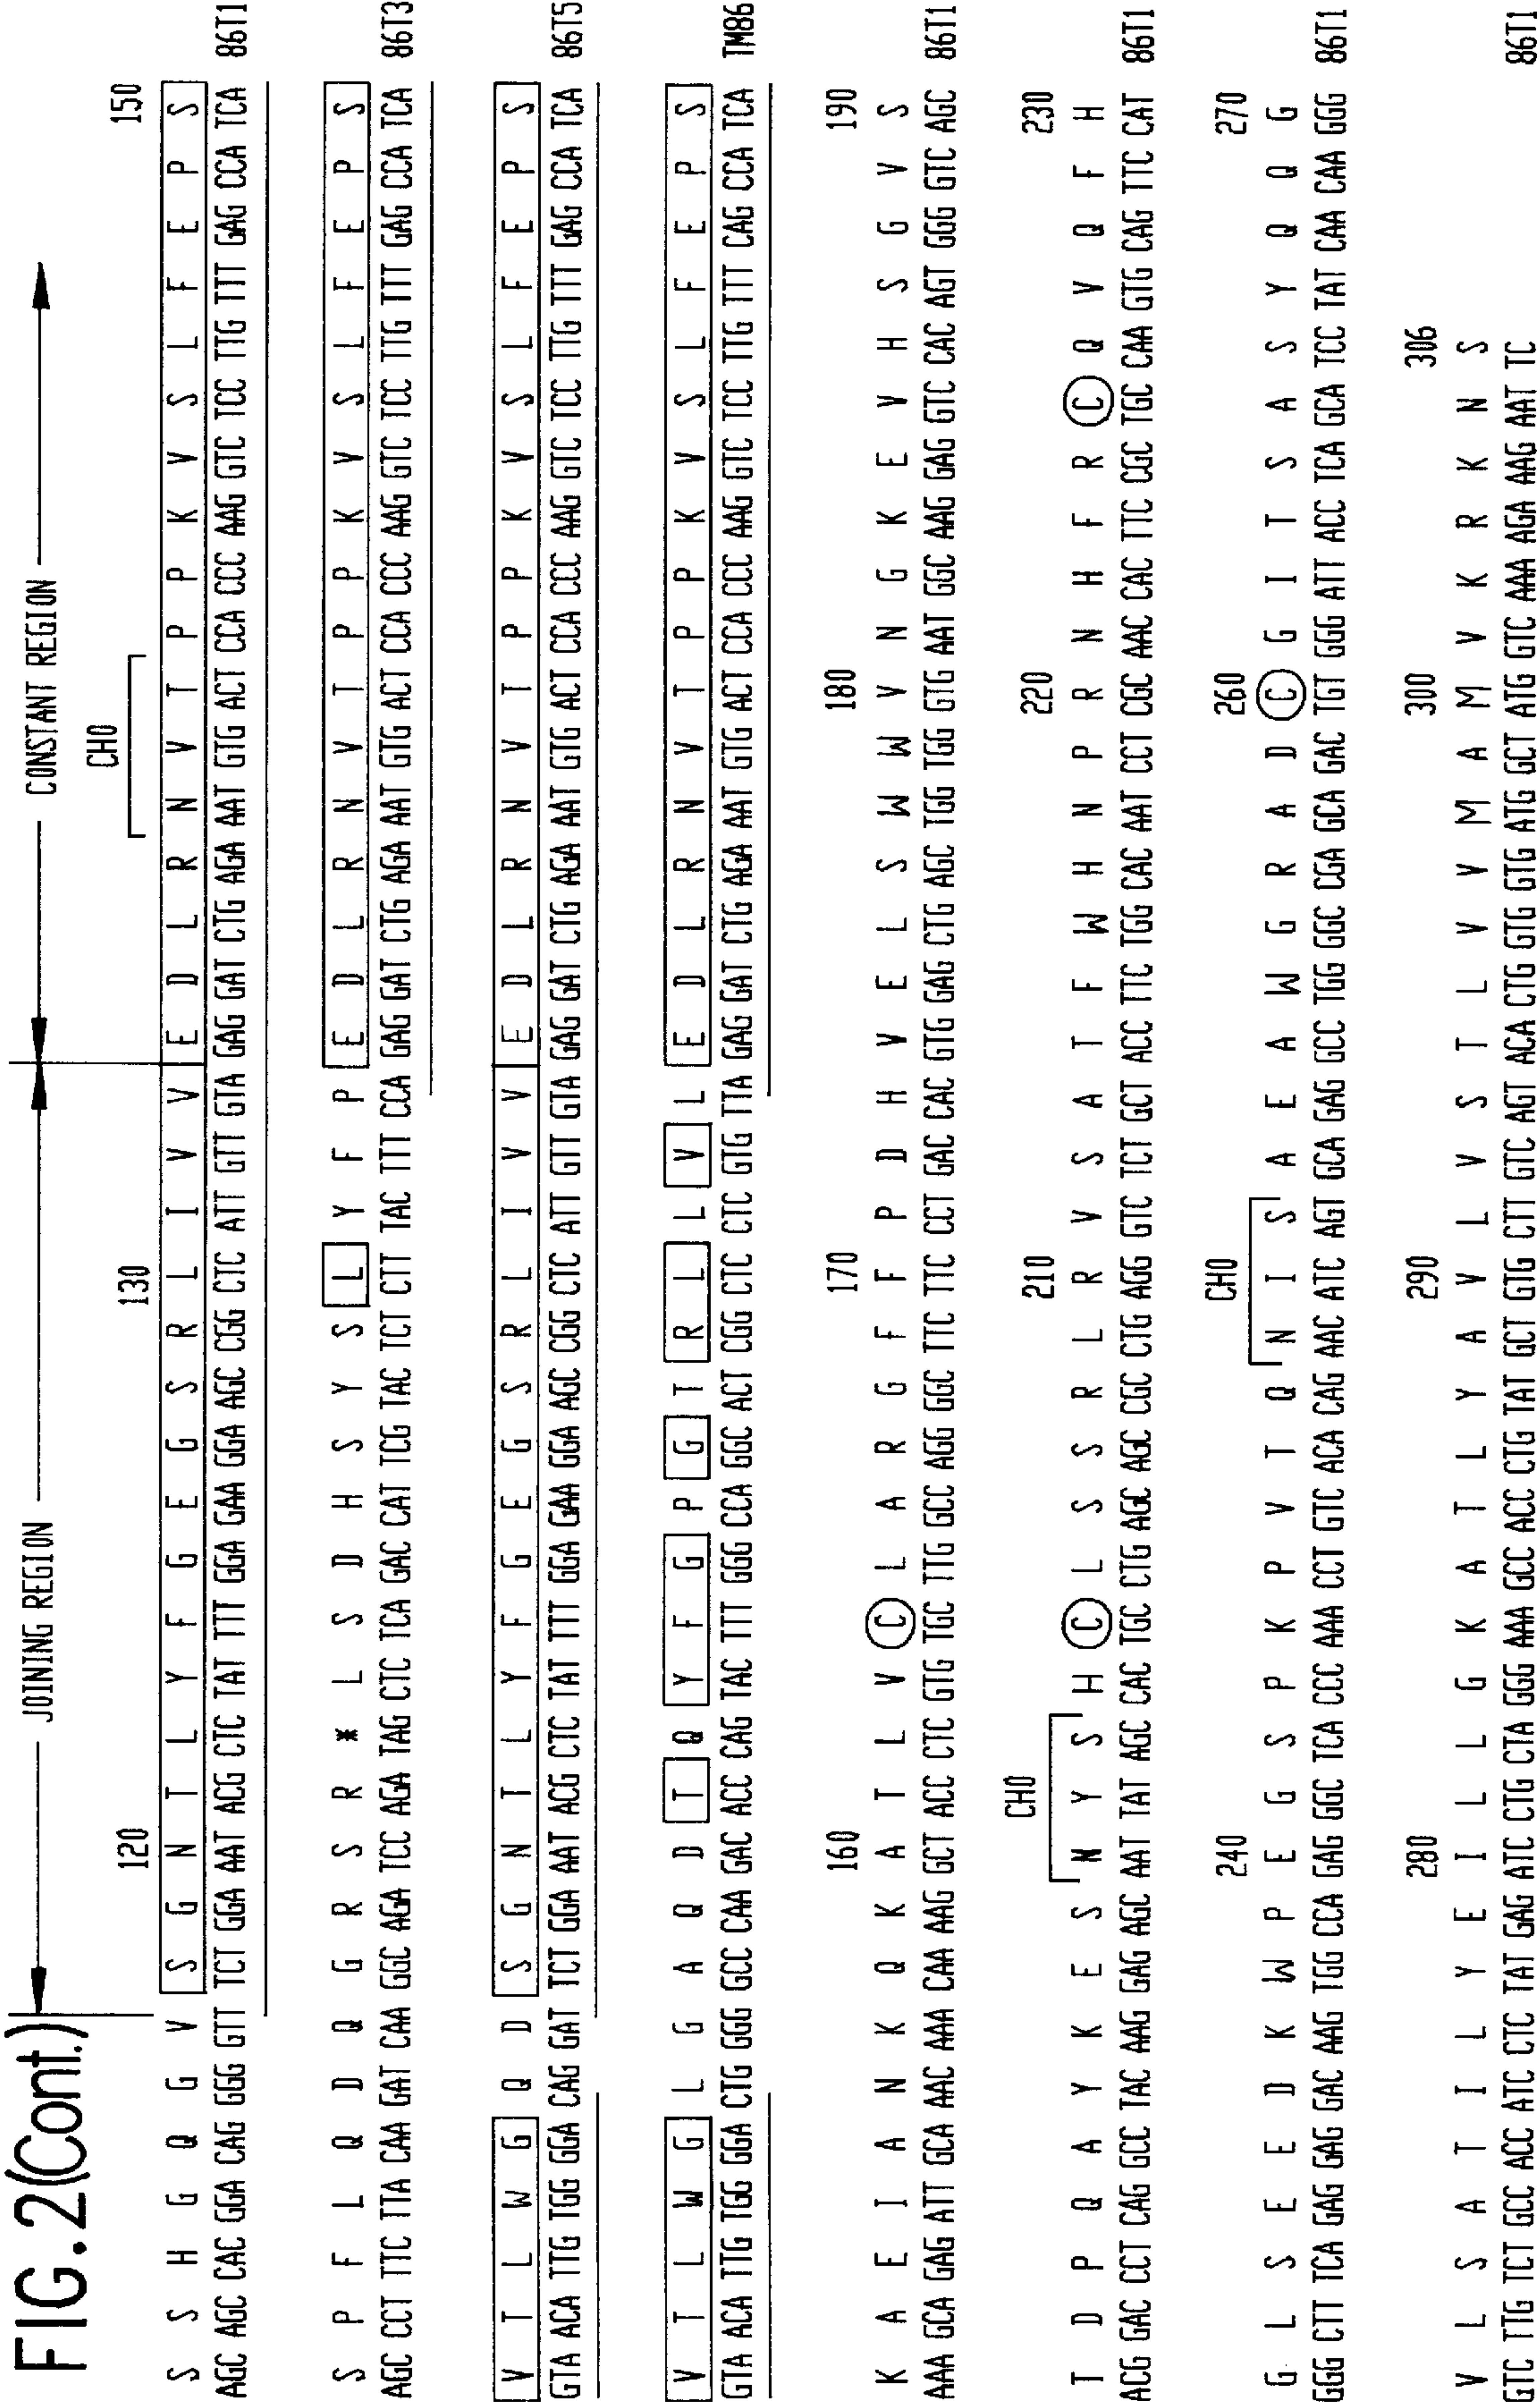 FIG.2(Cont.)
JOINING REGION CONSTANT REGION
CHO
120 130 150
S S H G Q G V S G N T L Y F G E G S R L I V V E D L R N V T P P K V S L F E P S
AGC AGC CAC GGA CAG GGG GTT TCT GGA AAT ACG CTC TAT TTT GGA GAA GGA AGC CGG CTC ATT GTT GTA GAG GAT CTG AGA AAT GTG ACT CCA CCC AAG GTC TCC TTG TTT GAG CCA TCA 86T1
S P F L Q D Q G R S R * L S D H S Y S L Y F P E D L R N V T P P K V S L F E P S
AGC CCT TTC TTA CAA GAT CAA GGC AGA TCC AGA TAG CTC TCA GAC CAT TCG TAC TCT CTT TAC TTT CCA GAG GAT CTG AGA AAT GTG ACT CCA CCC AAG GTC TCC TTG TTT GAG CCA TCA 86T3
V T L W G Q D S G N T L Y F G E G S R L I V V E D L R N V T P P K V S L F E P S
GTA ACA TTG TGG GGA CAG GAT TCT GGA AAT ACG CTC TAT TTT GGA GAA GGA AGC CGG CTC ATT GTT GTA GAG GAT CTG AGA AAT GTG ACT CCA CCC AAG GTC TCC TTG TTT GAG CCA TCA 86T5
V T L W G L G A Q D T Q Y F G P G T R L L V L E D L R N V T P P K V S L F E P S
GTA ACA TTG TGG GGA CTG GGG GCC CAA GAC ACC CAG TAC TTT GGG CCA GGC ACT CGG CTC CTC GTG TTA GAG GAT CTG AGA AAT GTG ACT CCA CCC AAG GTC TCC TTG TTT CAG CCA TCA TM86
160 170 180 190
K A E I A N K Q K A T L V C L A R G F F P D H V E L S W W V N G K E V H S G V S
AAA GCA GAG ATT GCA AAC AAA CAA AAG GCT ACC CTC GTG TGC TTG GCC AGG GGC TTC TTC CCT GAC CAC GTG GAG CTG AGC TGG TGG GTG AAT GGC AAG GAG GTC CAC AGT GGG GTC AGC 86T1
CHO
210 220 230
T D P Q A Y K E S N Y S H C L S S R L R V S A T F W H N P R N H F R C Q V Q F H
ACG GAC CCT CAG GCC TAC AAG GAG AGC AAT TAT AGC CAC TGC CTG AGC AGC CGC CTG AGG GTC TCT GCT ACC TTC TGG CAC AAT CCT CGC AAC CAC TTC CGC TGC CAA GTG CAG TTC CAT 86T1
CHO
240 260 270
G L S E E D K W P E G S P K P V T Q N I S A E A W G R A D C G I T S A S Y Q Q G
GGG CTT TCA GAG GAG GAC AAG TGG CCA GAG GGC TCA CCC AAA CCT GTC ACA CAG AAC ATC AGT GCA GAG GCC TGG GGC CGA GCA GAC TGT GGG ATT ACC TCA GCA TCC TAT CAA CAA GGG 86T1
280 290 300 306
V L S A T I L Y E I L L G K A T L Y A V L V S T L V V M A M V K R K N S
GTC TTG TCT GCC ACC ATC CTC TAT GAG ATC CTG CTA GGG AAA GCC ACC CTG TAT GCT GTG CTT GTC AGT ACA CTG GTG GTG ATG GCT ATG GTC AAA AGA AAG AAT TC 86T1